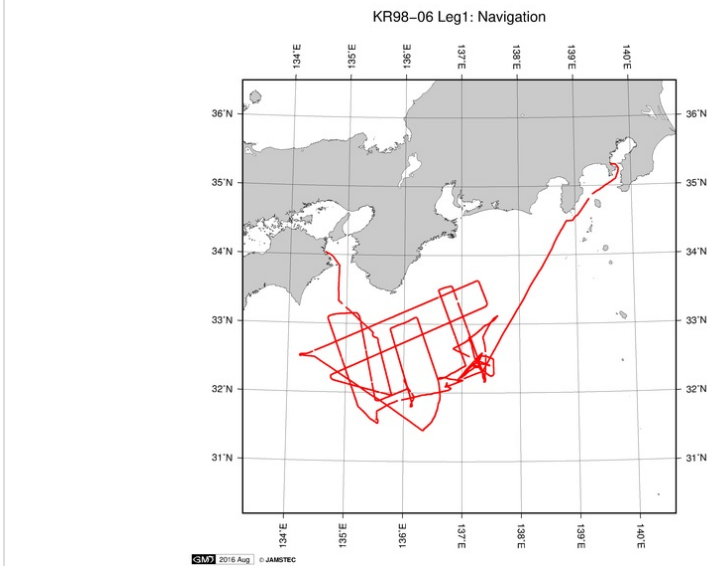 KR98−06 Leg1: Navigation
134°E 135°E 136°E 137°E 138°E 139°E 140°E
36°N 36°N
35°N 35°N
34°N 34°N
33°N 33°N
32°N 32°N
31°N 31°N
134°E 135°E 136°E 137°E 138°E 139°E 140°E
GMD 2016 Aug © JAMSTEC